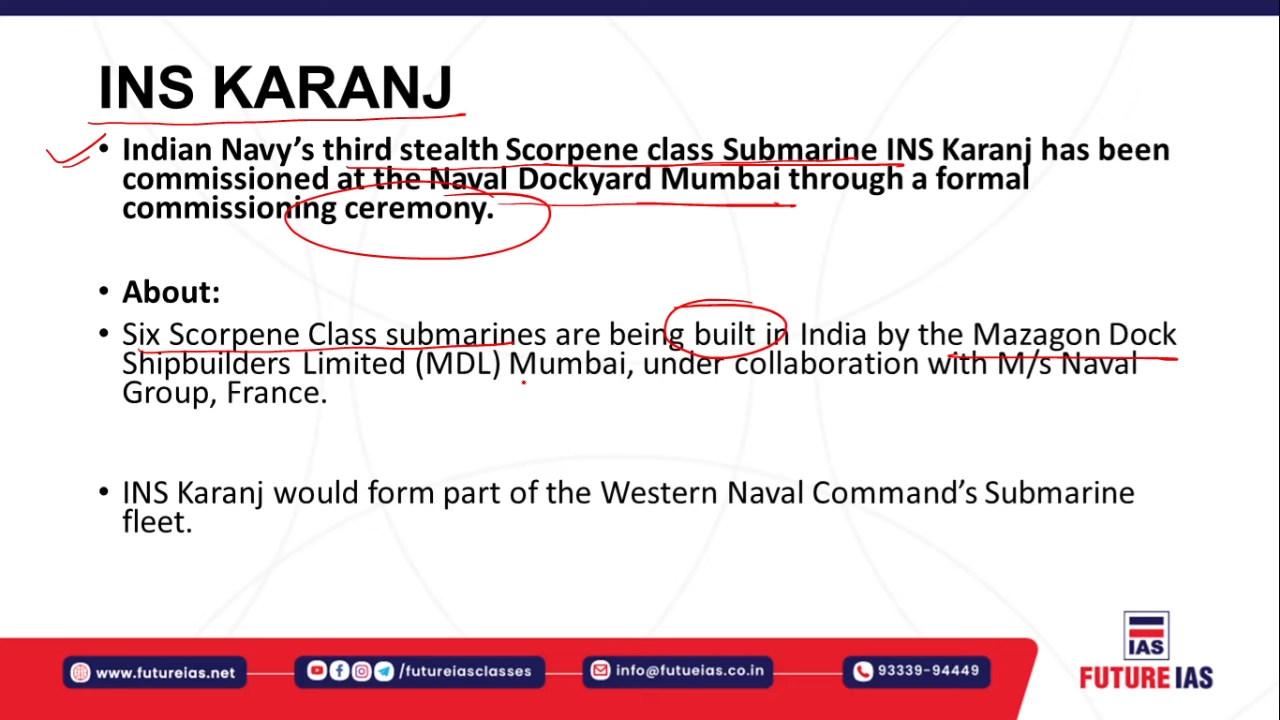 INS KARANJ
• Indian Navy's third stealth Scorpene class Submarine INS Karanj has been
commissioned at the Naval Dockyard Mumbai through a formal
commissioning ceremony.
• About:
• Six Scorpene Class submarines are being built in India by the Mazagon Dock
Shipbuilders Limited (MDL) Mumbai, under collaboration with M/s Naval
Group, France.
• INS Karanj would form part of the Western Naval Command's Submarine
fleet.
www.futureias.net
/futureiasclasses
info@futueias.co.in
93339-94449
IAS
FUTURE IAS